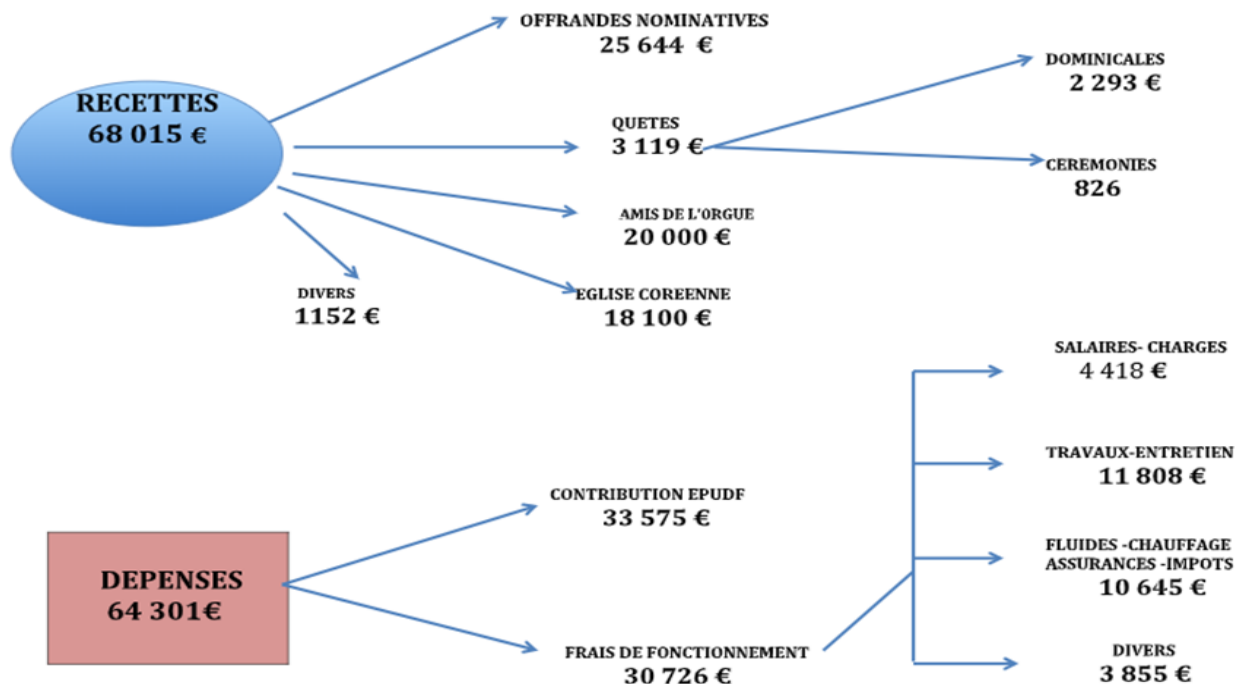 RECETTES
68 015 €
OFFRANDES NOMINATIVES
25 644 €
QUETES
3 119 €
DOMINICALES
2 293 €
CEREMONIES
826
AMIS DE L'ORGUE
20 000 €
EGLISE COREENNE
18 100 €
DIVERS
1152 €
DEPENSES
64 301€
CONTRIBUTION EPUDF
33 575 €
FRAIS DE FONCTIONNEMENT
30 726 €
SALAIRES- CHARGES
4 418 €
TRAVAUX-ENTRETIEN
11 808 €
FLUIDES -CHAUFFAGE
ASSURANCES -IMPOTS
10 645 €
DIVERS
3 855 €